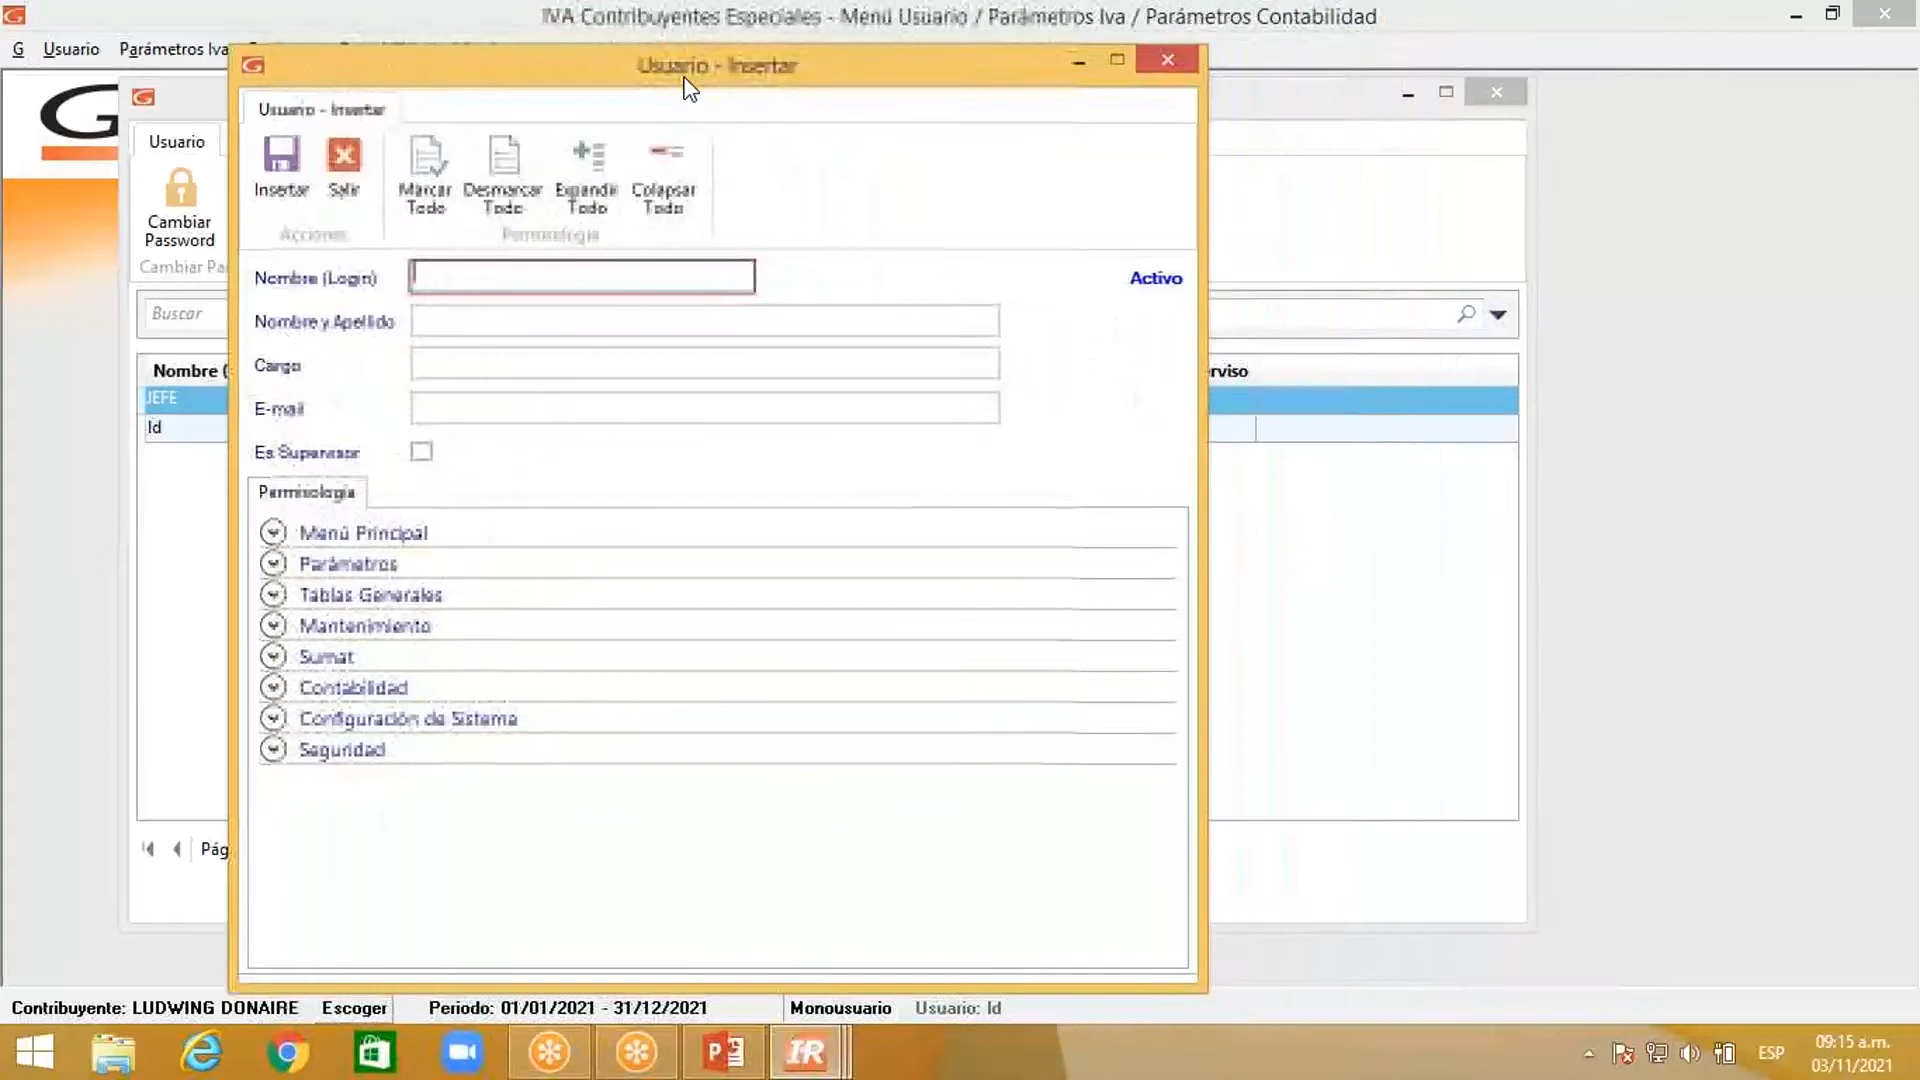 IVA Contribuyentes Especiales - Menú Usuario / Parámetros Iva / Parámetros Contabilidad
G Usuario Parámetros Iva
Usuario - Insertar
Usuario - Insertar
Usuario
Insertar Salir Marcar Todo Desmarcar Todo Expandir Todo Colapsar Todo
Acciones Permisología
Cambiar
Password
Cambiar Pa
Nombre (Login) Activo
Buscar
Nombre y Apellido
Cargo
Nombre (
rviso
JEFE
E-mail
Id
Es Supervisor
Permisología
Menú Principal
Parámetros
Tablas Generales
Mantenimiento
Sumat
Contabilidad
Configuración de Sistema
Seguridad
Pág
Contribuyente: LUDWING DONAIRE Escoger Periodo: 01/01/2021 - 31/12/2021 Monousuario Usuario: Id
IR
ESP
09:15 a.m.
03/11/2021